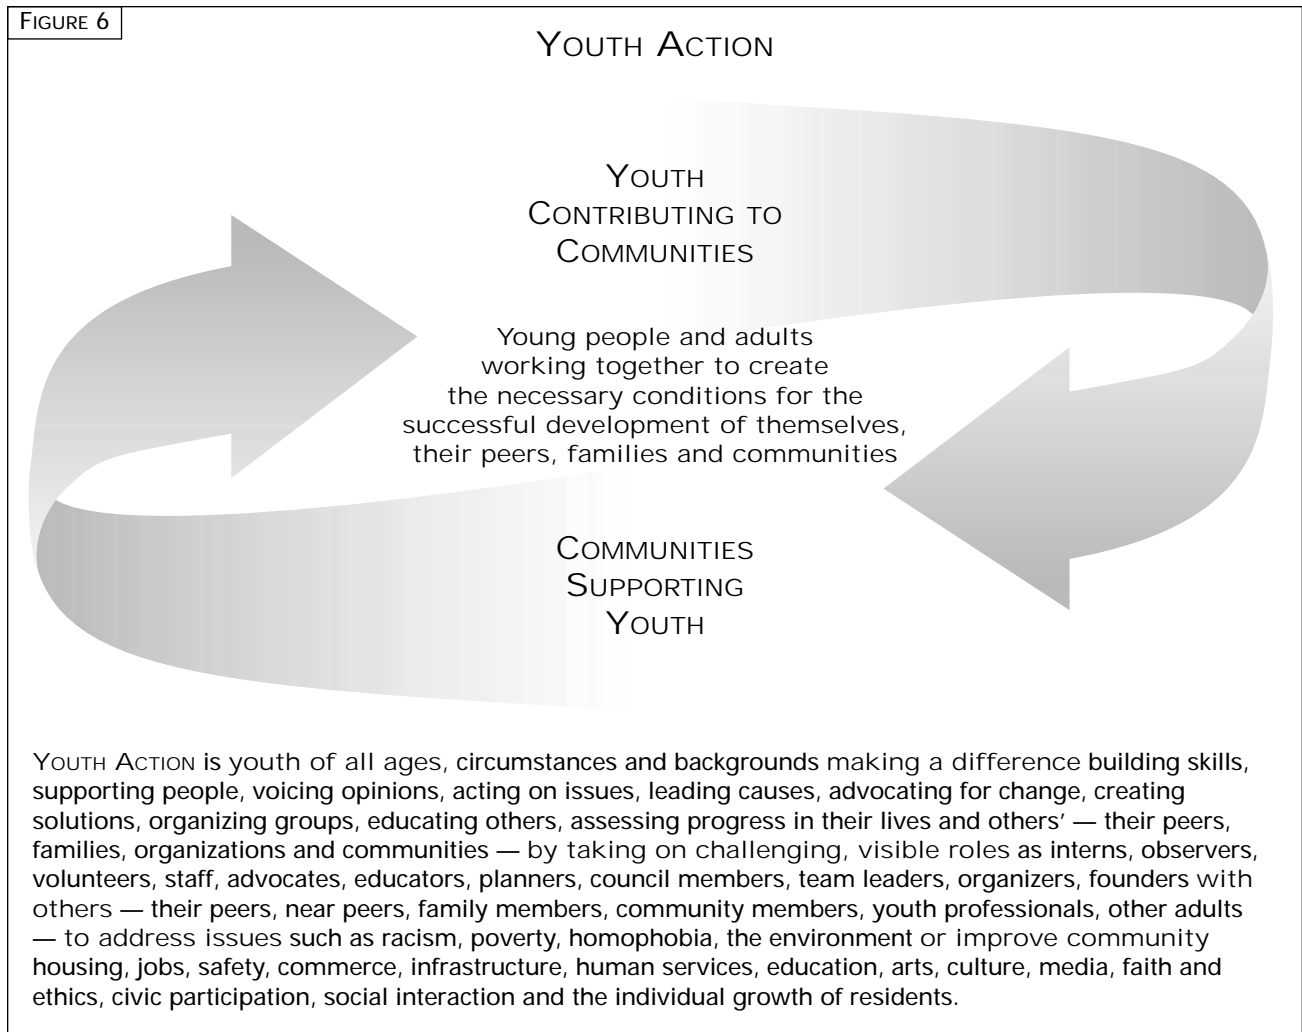 FIGURE 6
YOUTH ACTION
YOUTH
CONTRIBUTING TO
COMMUNITIES
Young people and adults
working together to create
the necessary conditions for the
successful development of themselves,
their peers, families and communities
COMMUNITIES
SUPPORTING
YOUTH
YOUTH ACTION is youth of all ages, circumstances and backgrounds making a difference building skills,
supporting people, voicing opinions, acting on issues, leading causes, advocating for change, creating
solutions, organizing groups, educating others, assessing progress in their lives and others’ — their peers,
families, organizations and communities — by taking on challenging, visible roles as interns, observers,
volunteers, staff, advocates, educators, planners, council members, team leaders, organizers, founders with
others — their peers, near peers, family members, community members, youth professionals, other adults
— to address issues such as racism, poverty, homophobia, the environment or improve community
housing, jobs, safety, commerce, infrastructure, human services, education, arts, culture, media, faith and
ethics, civic participation, social interaction and the individual growth of residents.